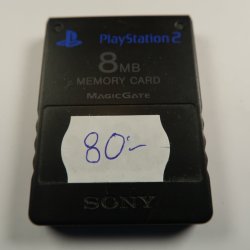 PlayStation 2
8MB
MEMORY CARD
MAGICGATE
80:-
SONY